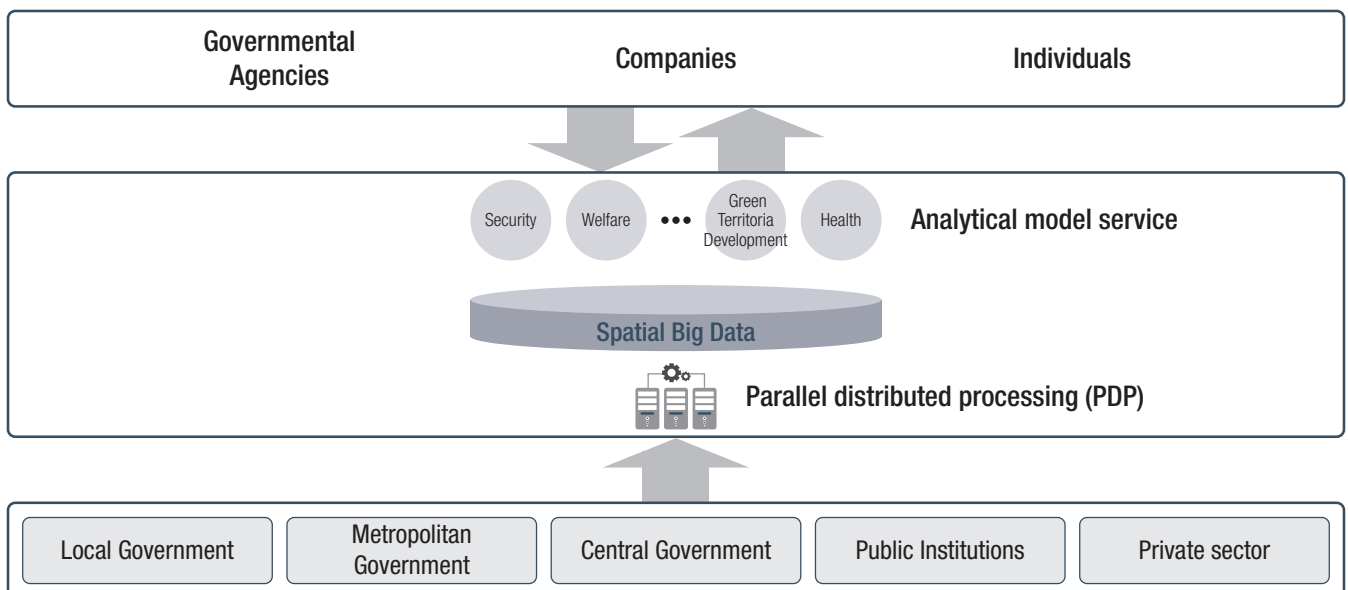 Governmental
Agencies
Companies
Individuals
Security
Welfare
•••
Green
Territoria
Development
Health
Analytical model service
Spatial Big Data
Parallel distributed processing (PDP)
Local Government
Metropolitan
Government
Central Government
Public Institutions
Private sector